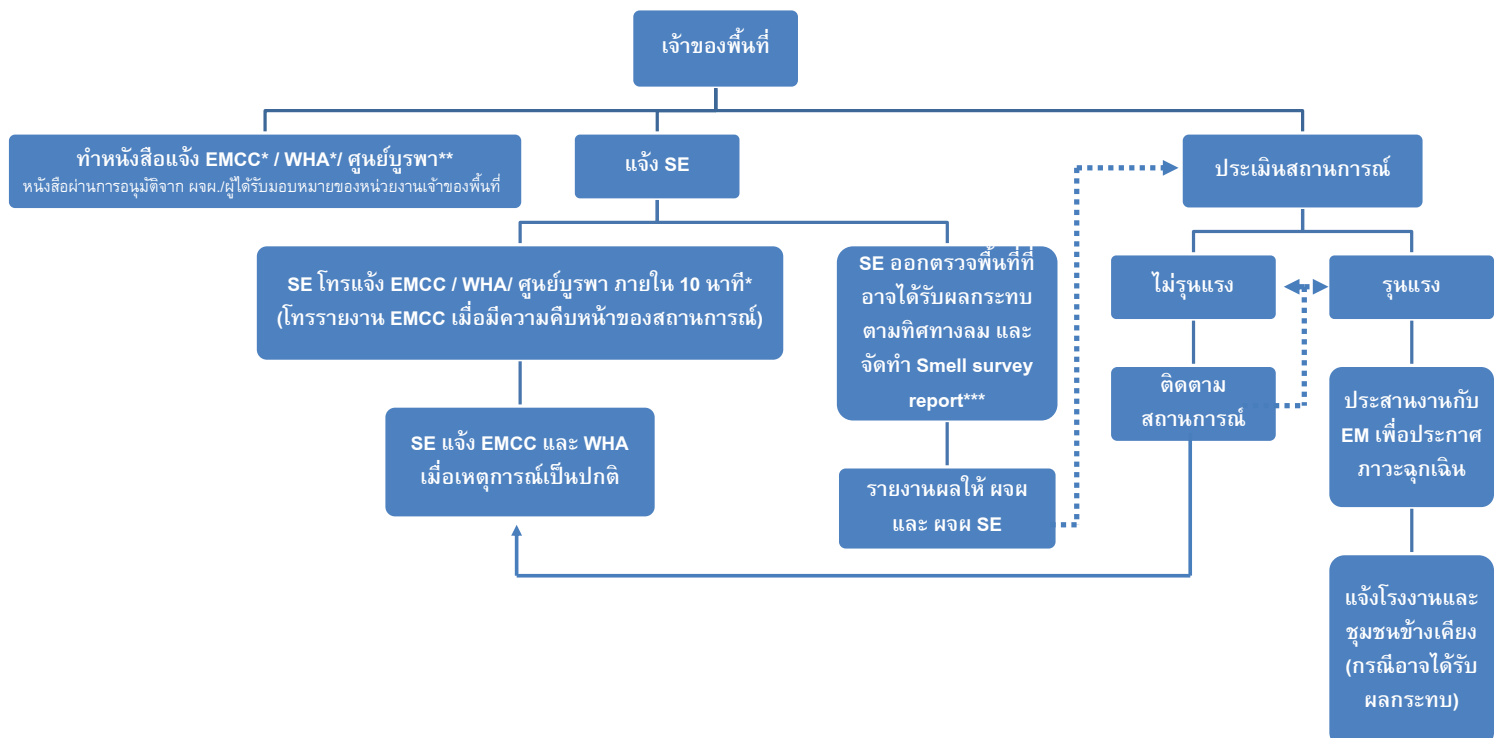 เจ้าของพื้นที่
ทำหนังสือแจ้ง EMCC* / WHA*/ ศูนย์บูรพา**
หนังสือผ่านการอนุมัติจาก ผจผ./ผู้ได้รับมอบหมายของหน่วยงานเจ้าของพื้นที่
แจ้ง SE
ประเมินสถานการณ์
SE โทรแจ้ง EMCC / WHA/ ศูนย์บูรพา ภายใน 10 นาที*
(โทรรายงาน EMCC เมื่อมีความคืบหน้าของสถานการณ์)
SE ออกตรวจพื้นที่ที่
อาจได้รับผลกระทบ
ตามทิศทางลม และ
จัดทำ Smell survey
report***
ไม่รุนแรง
รุนแรง
SE แจ้ง EMCC และ WHA
เมื่อเหตุการณ์เป็นปกติ
รายงานผลให้ ผจผ
และ ผจผ SE
ติดตาม
สถานการณ์
ประสานงานกับ
EM เพื่อประกาศ
ภาวะฉุกเฉิน
แจ้งโรงงานและ
ชุมชนข้างเคียง
(กรณีอาจได้รับ
ผลกระทบ)